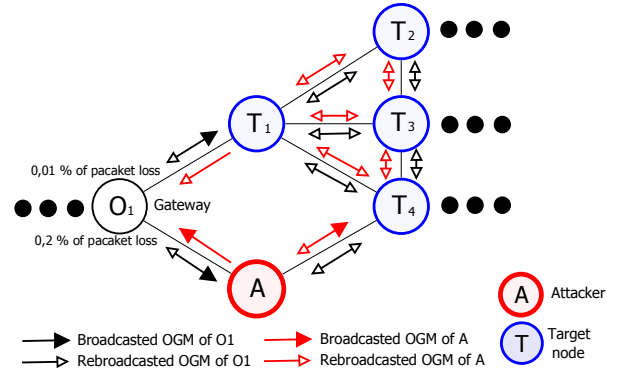 T2
T1
T3
0,01 % of pacaket loss
O1
Gateway
T4
0,2 % of pacaket loss
A
A
Attacker
Broadcasted OGM of O1
Broadcasted OGM of A
T
Target node
Rebroadcasted OGM of O1
Rebroadcasted OGM of A